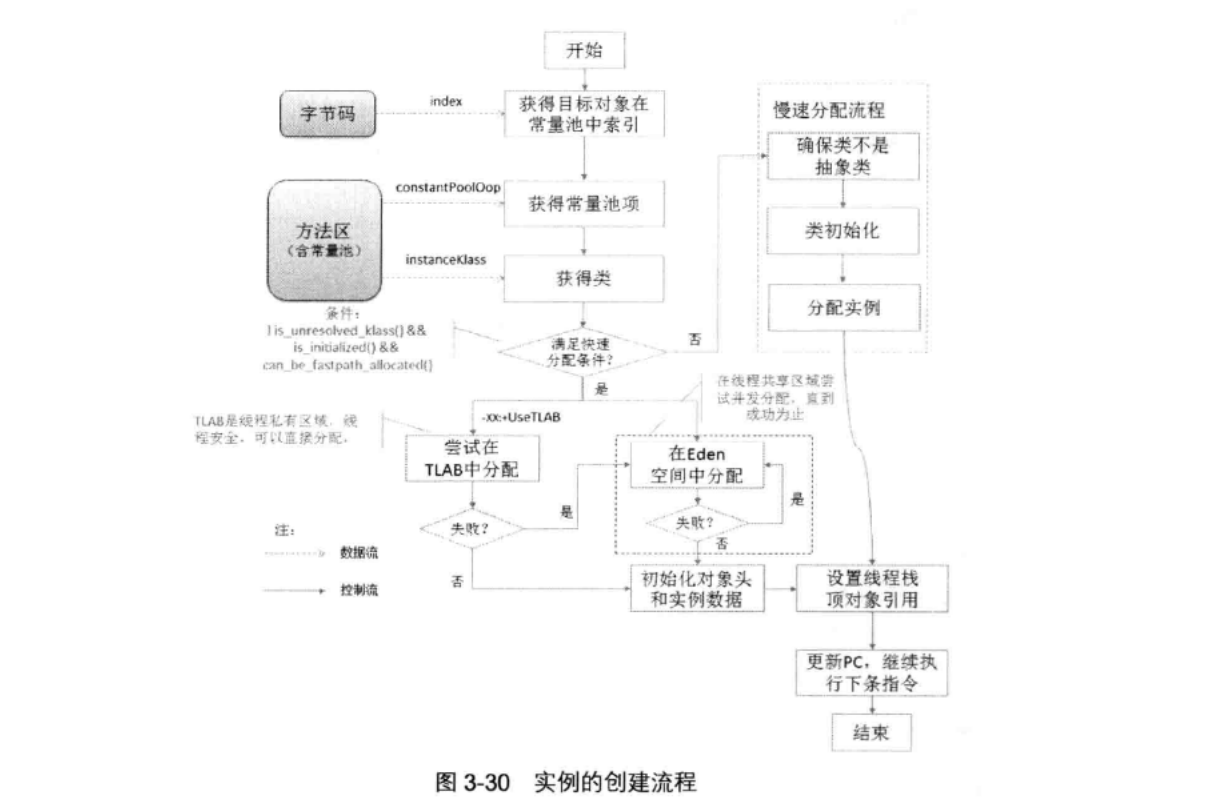 开始
字节码
index
获得目标对象在
常量池中索引
慢速分配流程
确保类不是
抽象类
constantPoolOop
获得常量池项
方法区
（含常量池）
类初始化
instanceKlass
获得类
分配实例
条件：
! is_unresolved_klass() &&
is_initialized() &&
can_be_fastpath_allocated()
满足快速
分配条件？
否
是
在线程共享区域尝
试并发分配，直到
成功为止
TLAB是线程私有区域，线
程安全，可以直接分配。
-XX:+UseTLAB
尝试在
TLAB中分配
在Eden
空间中分配
是
是
失败？
失败？
否
注：
数据流
控制流
否
初始化对象头
和实例数据
设置线程栈
顶对象引用
更新PC，继续执
行下条指令
结束
图 3-30 实例的创建流程